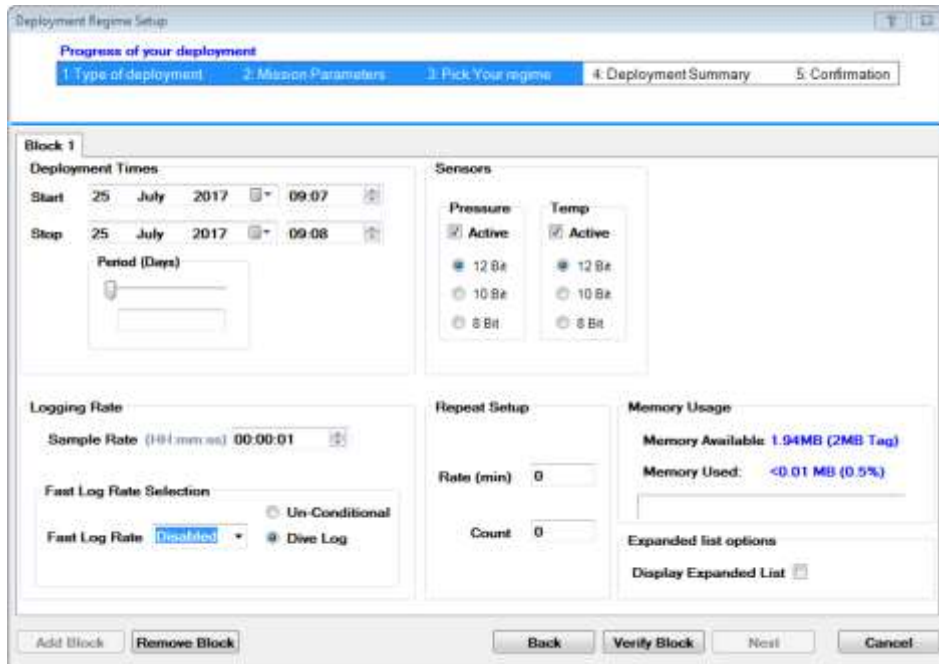 Deployment Regime Setup
Progress of your deployment
1 Type of deployment 2: Mission Parameters 3: Pick Your regime 4: Deployment Summary 5: Confirmation
Block 1
Deployment Times
Start 25 July 2017 09:07
Stop 25 July 2017 09:08
Period (Days)
Sensors
Pressure Temp
Active Active
12 Bit 12 Bit
10 Bit 10 Bit
8 Bit 8 Bit
Logging Rate
Sample Rate (HH:mm:ss) 00:00:01
Fast Log Rate Selection
Un-Conditional
Fast Log Rate Disabled Dive Log
Repeat Setup
Rate (min) 0
Count 0
Memory Usage
Memory Available 1.94MB (2MB Tag)
Memory Used: <0.01 MB (0.5%)
Expanded list options
Display Expanded List
Add Block Remove Block Back Verify Block Next Cancel